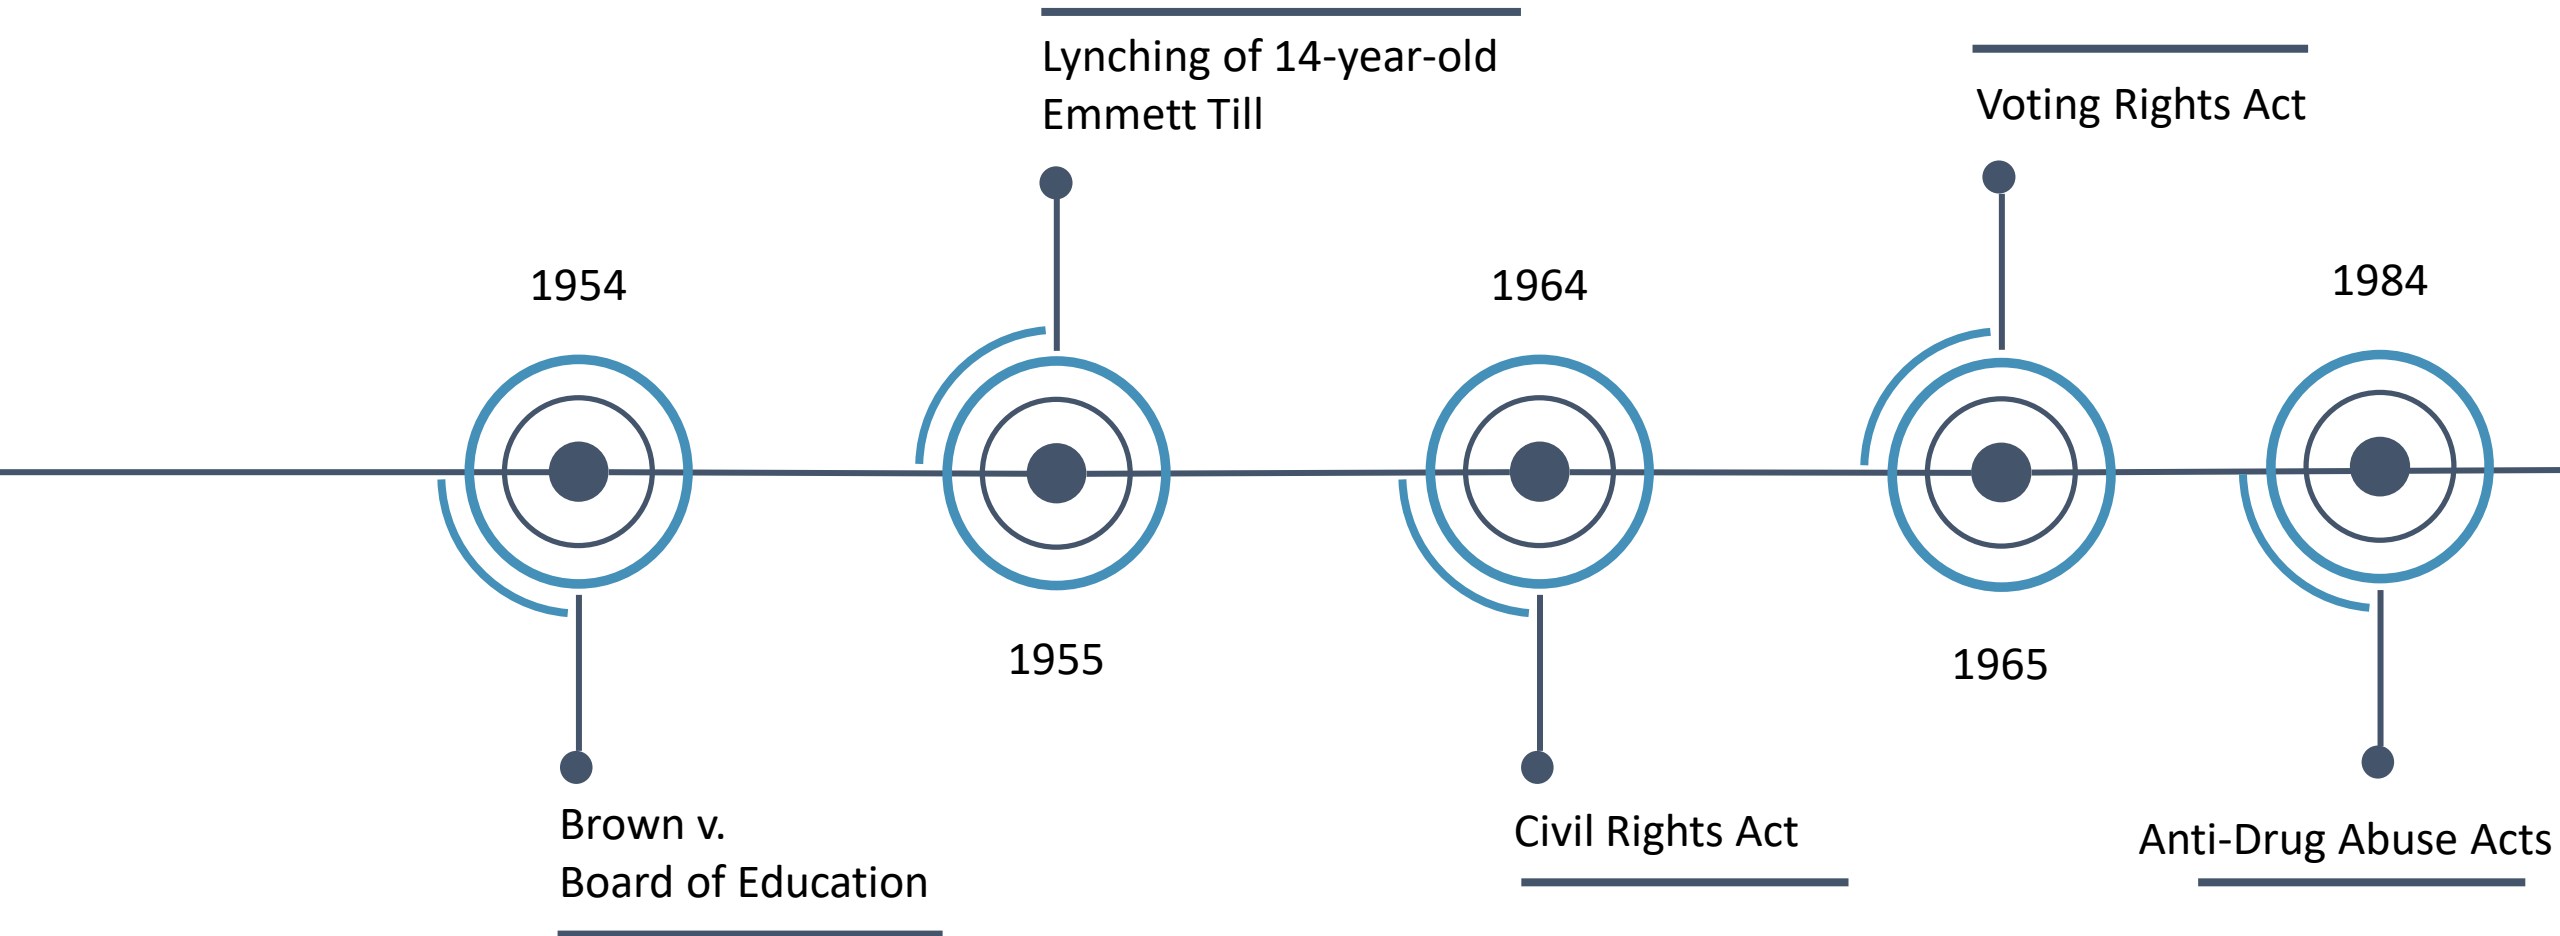 1954
Brown v.
Board of Education
Lynching of 14-year-old
Emmett Till
1955
1964
Civil Rights Act
Voting Rights Act
1965
1984
Anti-Drug Abuse Acts